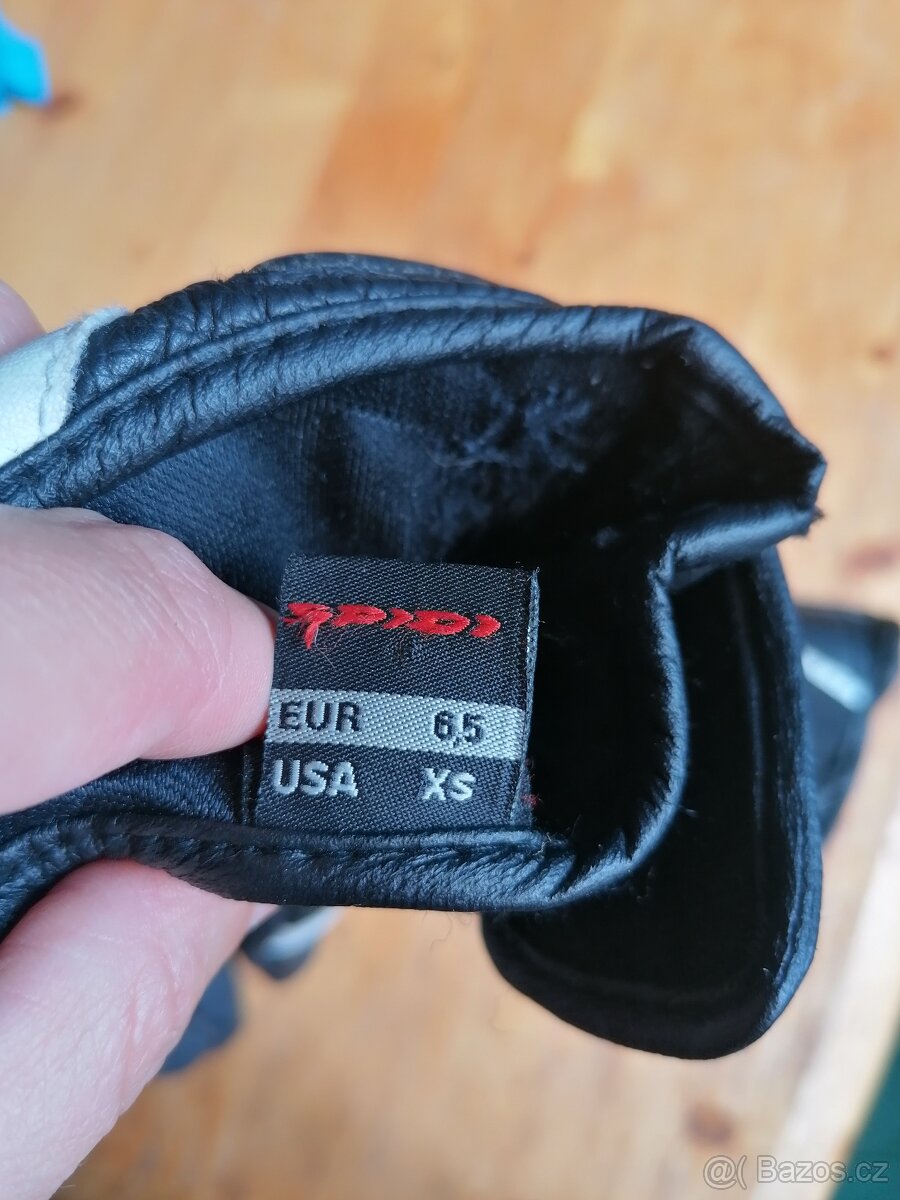 SPIDI
EUR 6,5
USA XS
@( Bazos.cz